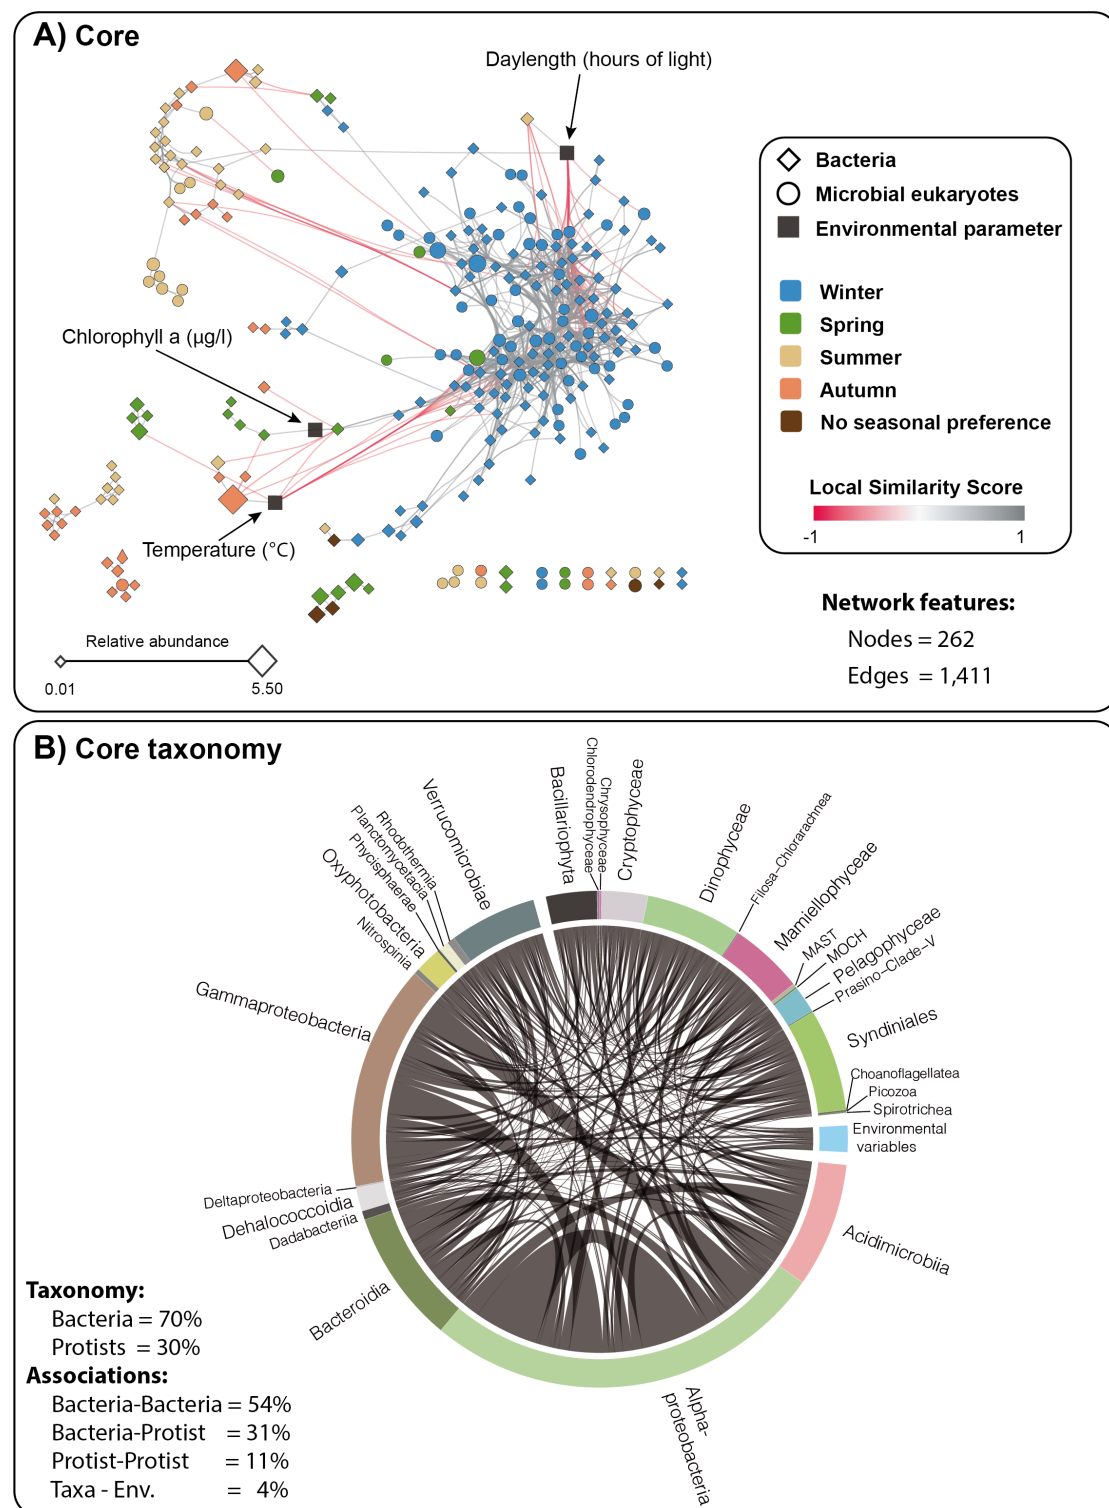 A) Core
Daylength (hours of light)
Bacteria
Microbial eukaryotes
Environmental parameter
Winter
Spring
Summer
Autumn
No seasonal preference
Local Similarity Score
-1
1
Chlorophyll a (µg/l)
Temperature (°C)
Relative abundance
0.01
5.50
Network features:
Nodes = 262
Edges = 1,411
B) Core taxonomy
Bacillariophyta
Chlorodendrophyceae
Chrysophyceae
Cryptophyceae
Dinophyceae
Filosa-Chlorarachnea
Mamiellophyceae
MAST
MOCH
Pelagophyceae
Prasino-Clade-V
Syndiniales
Choanoflagellatea
Picozoa
Spirotrichea
Environmental
variables
Acidimicrobiia
Alpha-
proteobacteria
Bacteroidia
Dadabacteriia
Dehalococcoidia
Deltaproteobacteria
Gammaproteobacteria
Nitrospinia
Oxyphotobacteria
Phycisphaerae
Planctomycetacia
Rhodothermia
Verrucomicrobiae
Taxonomy:
Bacteria = 70%
Protists = 30%
Associations:
Bacteria-Bacteria = 54%
Bacteria-Protist = 31%
Protist-Protist = 11%
Taxa - Env. = 4%